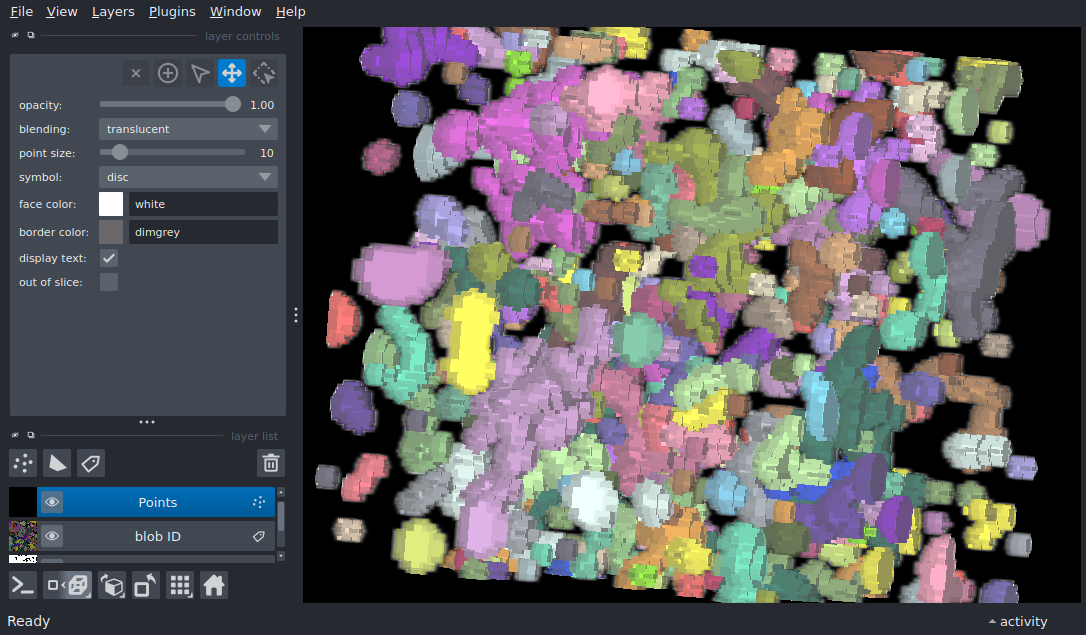 File View Layers Plugins Window Help
layer controls
opacity: 1.00
blending: translucent
point size: 10
symbol: disc
face color: white
border color: dimgrey
display text:
out of slice:
layer list
Points
blob ID
Ready
activity